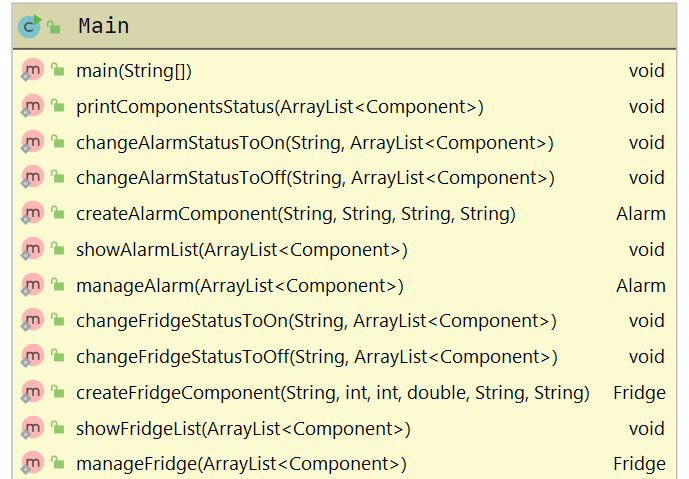 C Main
m main(String[]) void
m printComponentsStatus(ArrayList<Component>) void
m changeAlarmStatusToOn(String, ArrayList<Component>) void
m changeAlarmStatusToOff(String, ArrayList<Component>) void
m createAlarmComponent(String, String, String, String) Alarm
m showAlarmList(ArrayList<Component>) void
m manageAlarm(ArrayList<Component>) Alarm
m changeFridgeStatusToOn(String, ArrayList<Component>) void
m changeFridgeStatusToOff(String, ArrayList<Component>) void
m createFridgeComponent(String, int, int, double, String, String) Fridge
m showFridgeList(ArrayList<Component>) void
m manageFridge(ArrayList<Component>) Fridge